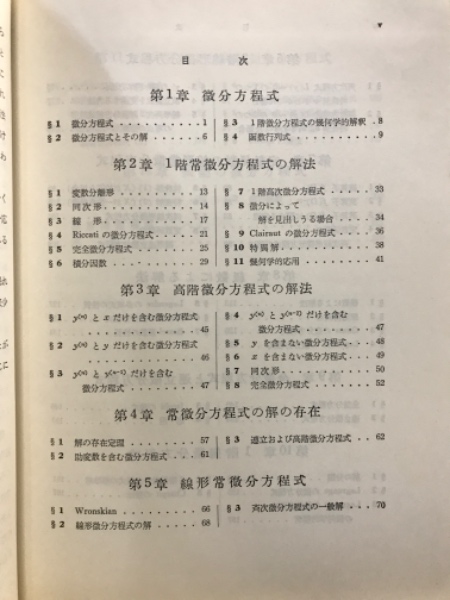 v
目 次
第1章 微分方程式
§1 微分方程式 ········· 1
§2 微分方程式とその解 ······ 6
§3 1階微分方程式の幾何学的解釈 · 8
§4 函数行列式 ········· 9
第2章 1階常微分方程式の解法
§1 変数分離形 ········ 13
§2 同次形 ·········· 14
§3 線形 ·········· 17
§4 Riccati の微分方程式 ····· 21
§5 完全微分方程式 ······ 25
§6 積分因数 ········· 29
§7 1階高次微分方程式 ····· 33
§8 微分によって
解を見出しうる場合 ···· 34
§9 Clairaut の微分方程式 ···· 36
§10 特異解 ·········· 38
§11 幾何学的応用 ······· 41
第3章 高階微分方程式の解法
§1 y⁽ⁿ⁾ と x だけを含む微分方程式
·········· 45
§2 y⁽ⁿ⁾ と y だけを含む微分方程式
·········· 46
§3 y⁽ⁿ⁾ と y⁽ⁿ⁻¹⁾ だけを含む
微分方程式 ······· 47
§4 y⁽ⁿ⁾ と y⁽ⁿ⁻²⁾ だけを含む
微分方程式 ······· 47
§5 y を含まない微分方程式 ··· 48
§6 x を含まない微分方程式 ··· 49
§7 同次形 ·········· 50
§8 完全微分方程式 ······ 52
第4章 常微分方程式の解の存在
§1 解の存在定理 ······· 57
§2 助変数を含む微分方程式 ··· 61
§3 連立および高階微分方程式 ·· 62
第5章 線形常微分方程式
§1 Wronskian ········ 66
§2 線形微分方程式の解 ····· 68
§3 斉次微分方程式の一般解 ··· 70